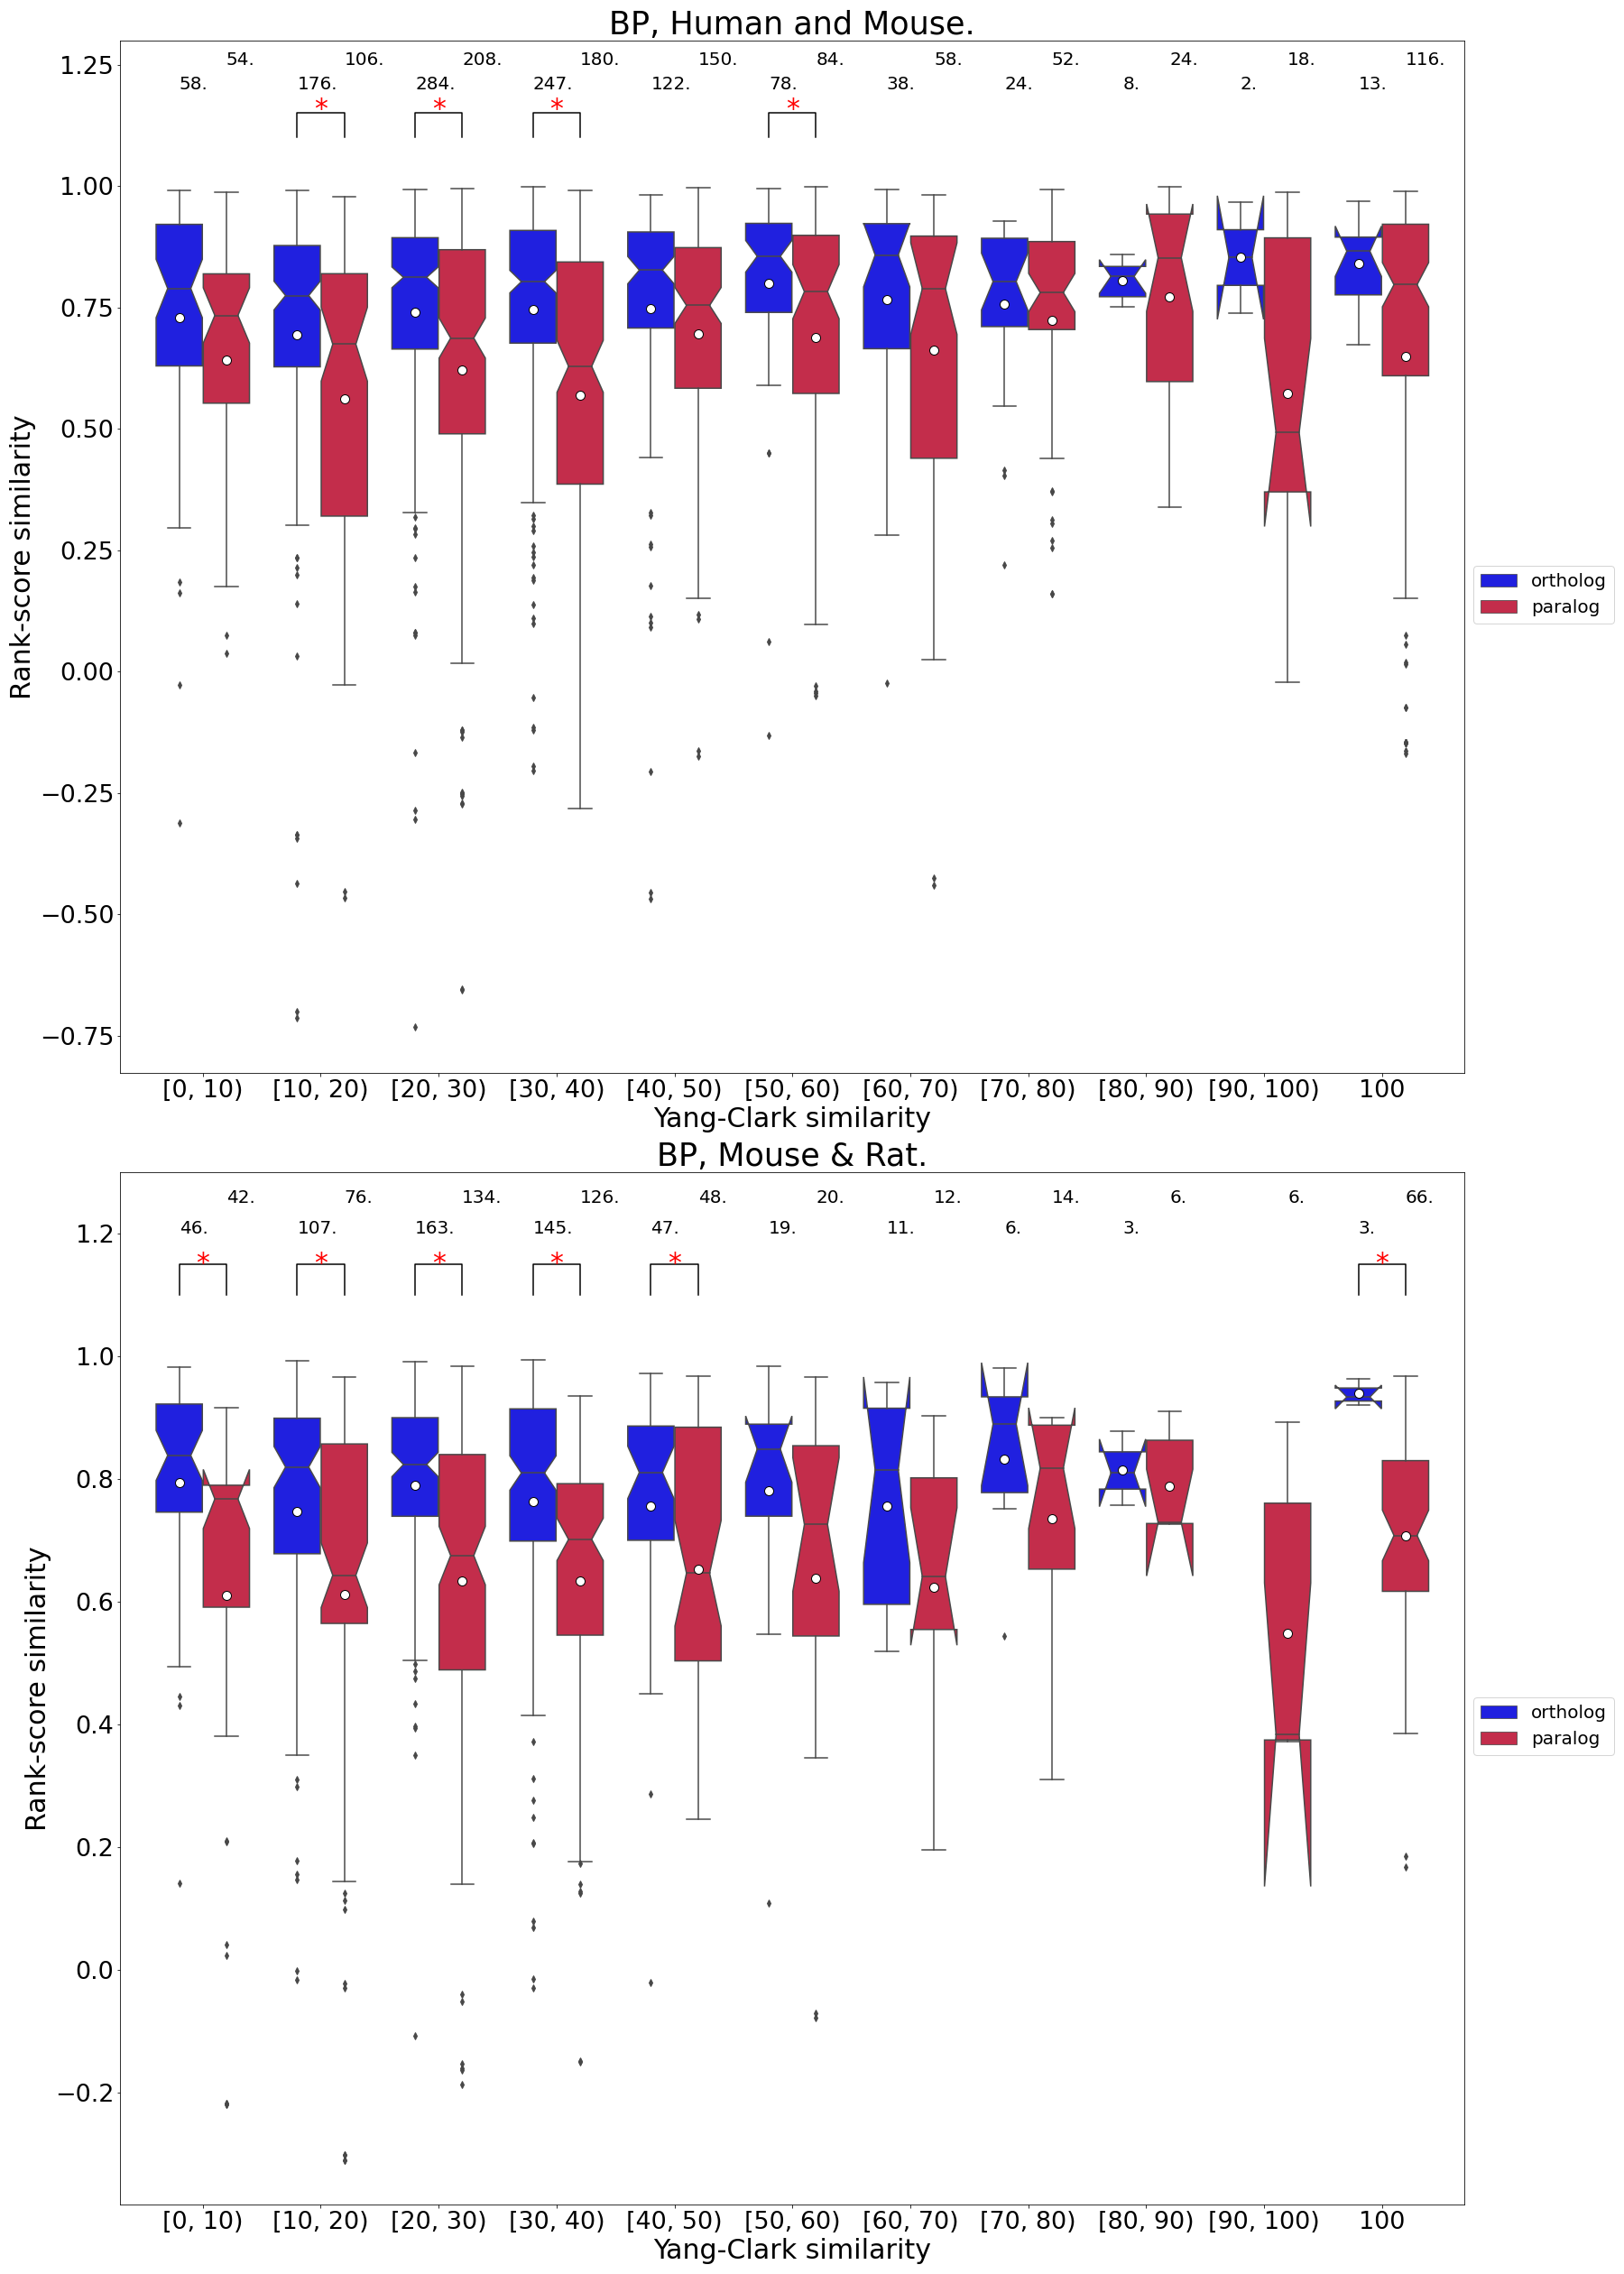 BP, Human and Mouse.
1.25
54. 106. 208. 180. 150. 84. 58. 52. 24. 18. 116.
58. 176. 284. 247. 122. 78. 38. 24. 8. 2. 13.
* * * *
1.00
0.75
0.50
0.25
0.00
−0.25
−0.50
−0.75
Rank-score similarity
ortholog
paralog
[0, 10) [10, 20) [20, 30) [30, 40) [40, 50) [50, 60) [60, 70) [70, 80) [80, 90) [90, 100) 100
Yang-Clark similarity
BP, Mouse & Rat.
42. 76. 134. 126. 48. 20. 12. 14. 6. 6. 66.
1.2
46. 107. 163. 145. 47. 19. 11. 6. 3. 3.
* * * * * *
1.0
0.8
0.6
0.4
0.2
0.0
−0.2
Rank-score similarity
ortholog
paralog
[0, 10) [10, 20) [20, 30) [30, 40) [40, 50) [50, 60) [60, 70) [70, 80) [80, 90) [90, 100) 100
Yang-Clark similarity